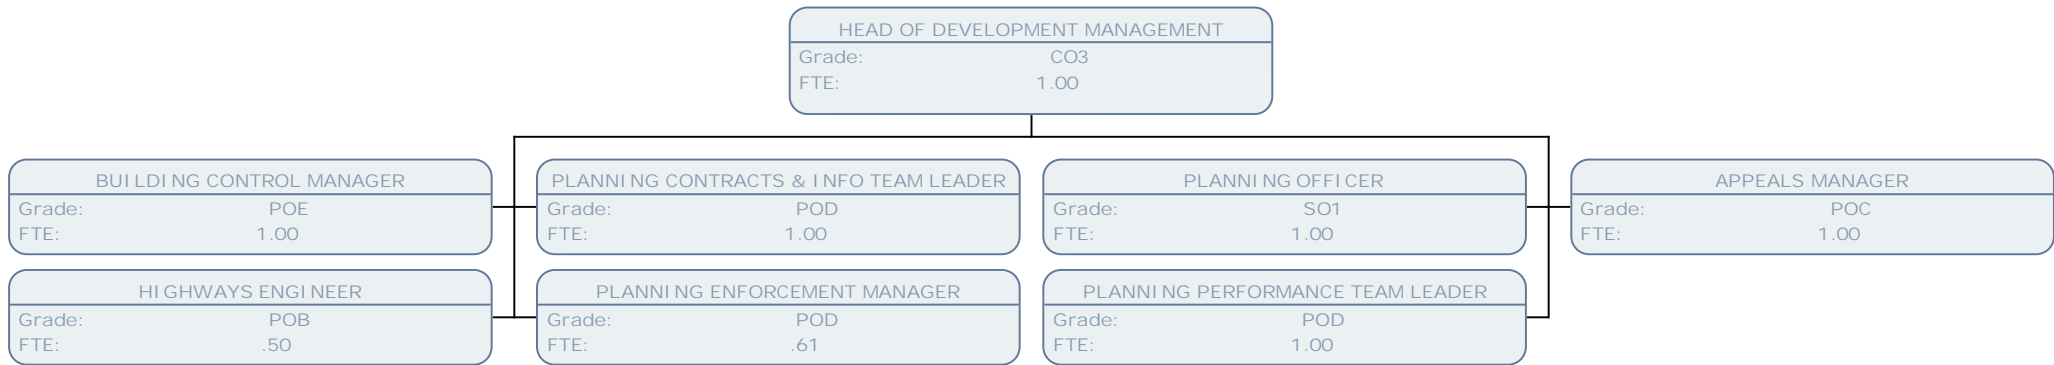 HEAD OF DEVELOPMENT MANAGEMENT
Grade: CO3
FTE: 1.00
BUILDING CONTROL MANAGER
Grade: POE
FTE: 1.00
PLANNING CONTRACTS & INFO TEAM LEADER
Grade: POD
FTE: 1.00
PLANNING OFFICER
Grade: SO1
FTE: 1.00
APPEALS MANAGER
Grade: POC
FTE: 1.00
HIGHWAYS ENGINEER
Grade: POB
FTE: .50
PLANNING ENFORCEMENT MANAGER
Grade: POD
FTE: .61
PLANNING PERFORMANCE TEAM LEADER
Grade: POD
FTE: 1.00